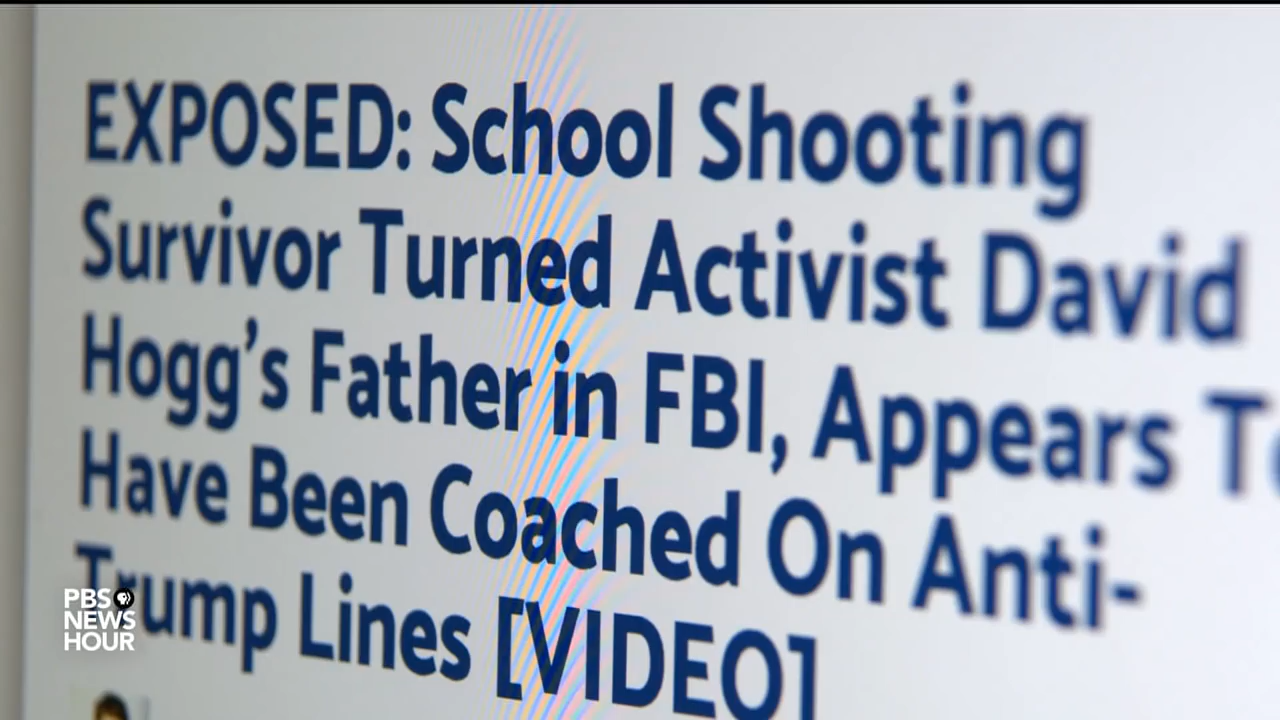 EXPOSED: School Shooting
Survivor Turned Activist David
Hogg's Father in FBI, Appears To
Have Been Coached On Anti-
Trump Lines [VIDEO]
PBS
NEWS
HOUR